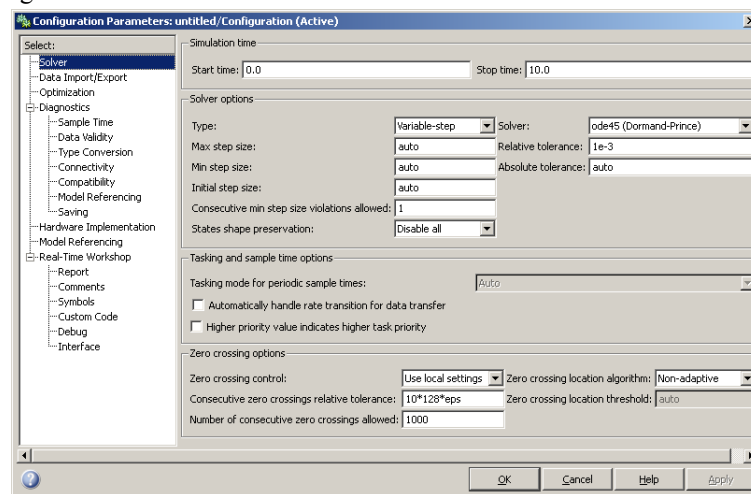 Configuration Parameters: untitled/Configuration (Active)
Select:
Solver
Data Import/Export
Optimization
Diagnostics
Sample Time
Data Validity
Type Conversion
Connectivity
Compatibility
Model Referencing
Saving
Hardware Implementation
Model Referencing
Real-Time Workshop
Report
Comments
Symbols
Custom Code
Debug
Interface
Simulation time
Start time: 0.0 Stop time: 10.0
Solver options
Type: Variable-step Solver: ode45 (Dormand-Prince)
Max step size: auto Relative tolerance: 1e-3
Min step size: auto Absolute tolerance: auto
Initial step size: auto
Consecutive min step size violations allowed: 1
States shape preservation: Disable all
Tasking and sample time options
Tasking mode for periodic sample times: Auto
Automatically handle rate transition for data transfer
Higher priority value indicates higher task priority
Zero crossing options
Zero crossing control: Use local settings Zero crossing location algorithm: Non-adaptive
Consecutive zero crossings relative tolerance: 10*128*eps Zero crossing location threshold: auto
Number of consecutive zero crossings allowed: 1000
OK Cancel Help Apply